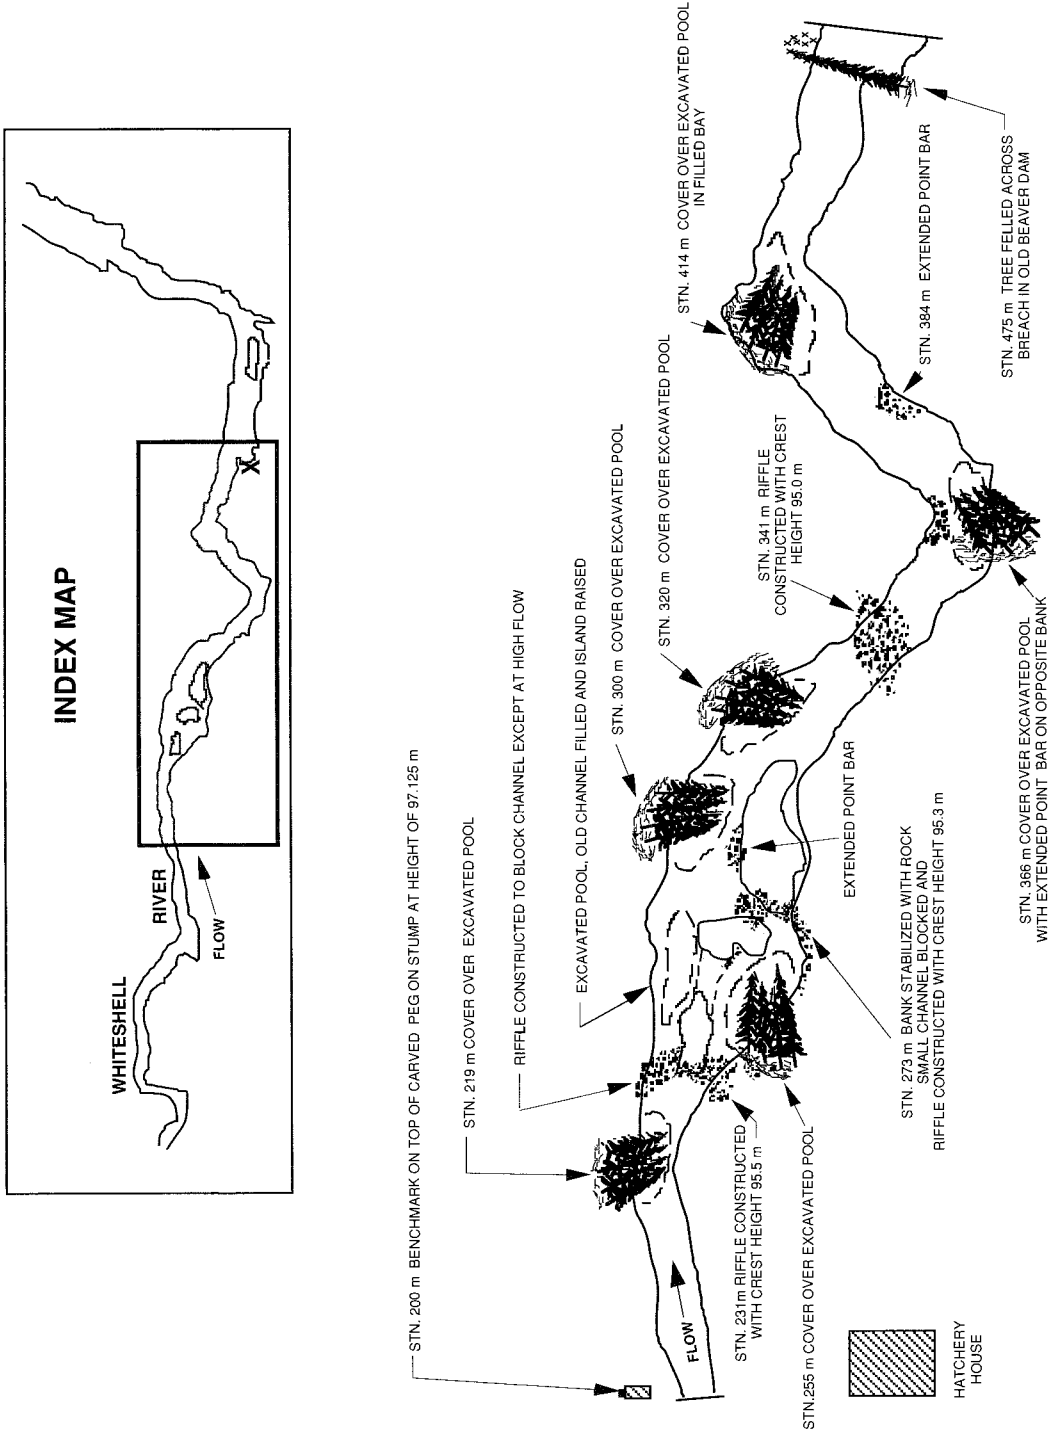 INDEX MAP
WHITESHELL
RIVER
FLOW
X
STN. 200 m BENCHMARK ON TOP OF CARVED PEG ON STUMP AT HEIGHT OF 97.125 m
STN. 219 m COVER OVER EXCAVATED POOL
RIFFLE CONSTRUCTED TO BLOCK CHANNEL EXCEPT AT HIGH FLOW
EXCAVATED POOL, OLD CHANNEL FILLED AND ISLAND RAISED
STN. 300 m COVER OVER EXCAVATED POOL
STN. 320 m COVER OVER EXCAVATED POOL
STN. 414 m COVER OVER EXCAVATED POOL
IN FILLED BAY
STN. 341 m RIFFLE
CONSTRUCTED WITH CREST
HEIGHT 95.0 m
FLOW
STN. 231m RIFFLE CONSTRUCTED
WITH CREST HEIGHT 95.5 m
STN.255 m COVER OVER EXCAVATED POOL
EXTENDED POINT BAR
STN. 273 m BANK STABILIZED WITH ROCK
SMALL CHANNEL BLOCKED AND
RIFFLE CONSTRUCTED WITH CREST HEIGHT 95.3 m
STN. 384 m EXTENDED POINT BAR
STN. 475 m TREE FELLED ACROSS
BREACH IN OLD BEAVER DAM
STN. 366 m COVER OVER EXCAVATED POOL
WITH EXTENDED POINT BAR ON OPPOSITE BANK
HATCHERY
HOUSE